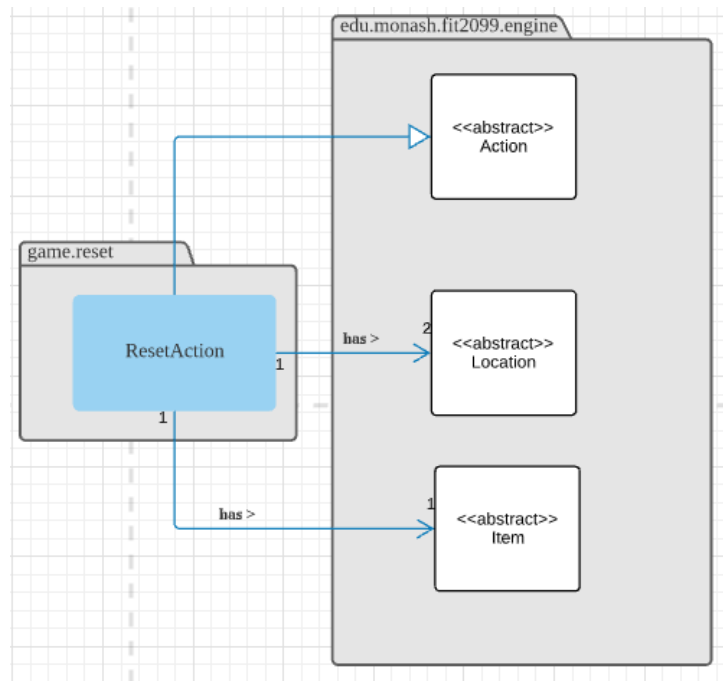 edu.monash.fit2099.engine
<<abstract>>
Action
game.reset
ResetAction
1
has >
2
<<abstract>>
Location
1
has >
1
<<abstract>>
Item